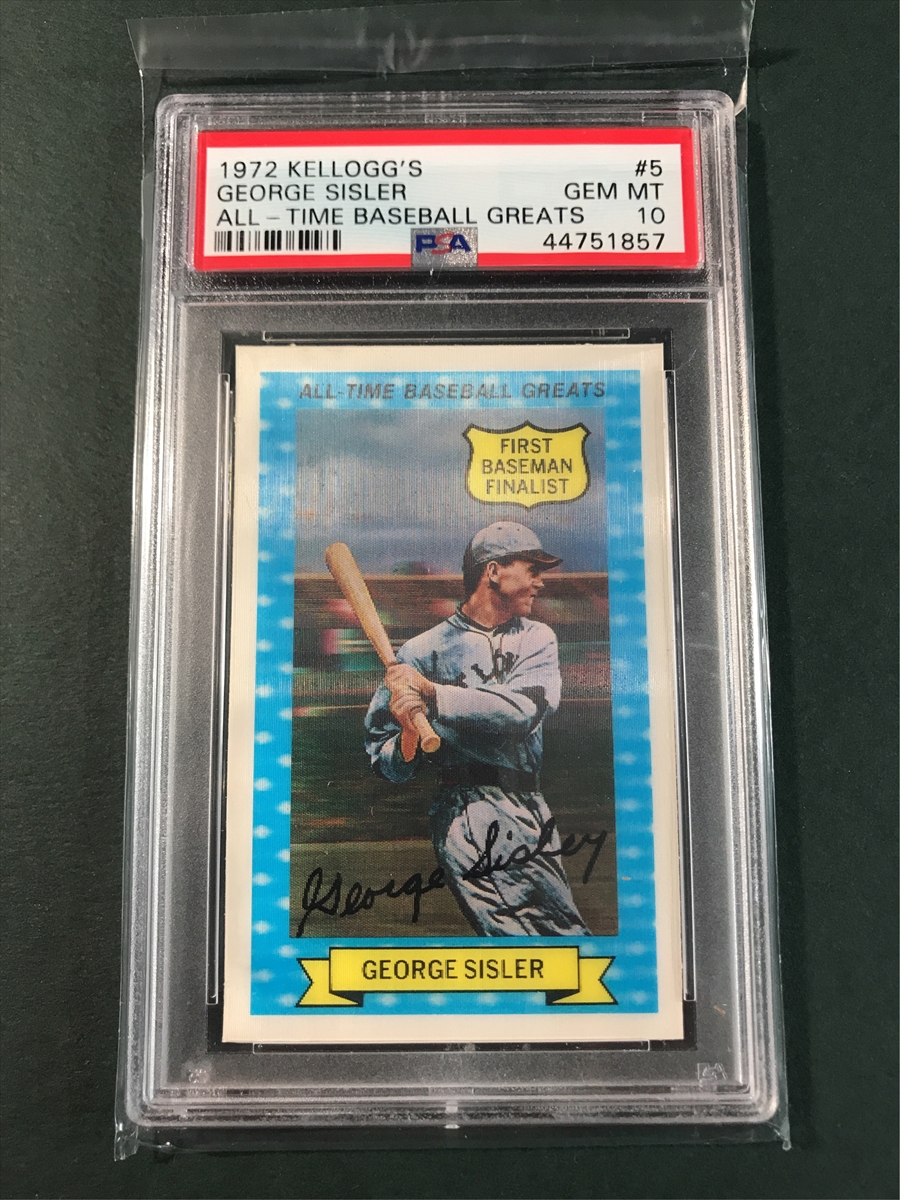 1972 KELLOGG'S #5
GEORGE SISLER GEM MT
ALL - TIME BASEBALL GREATS 10
PSA 44751857
ALL-TIME BASEBALL GREATS
FIRST
BASEMAN
FINALIST
George Sisler
GEORGE SISLER